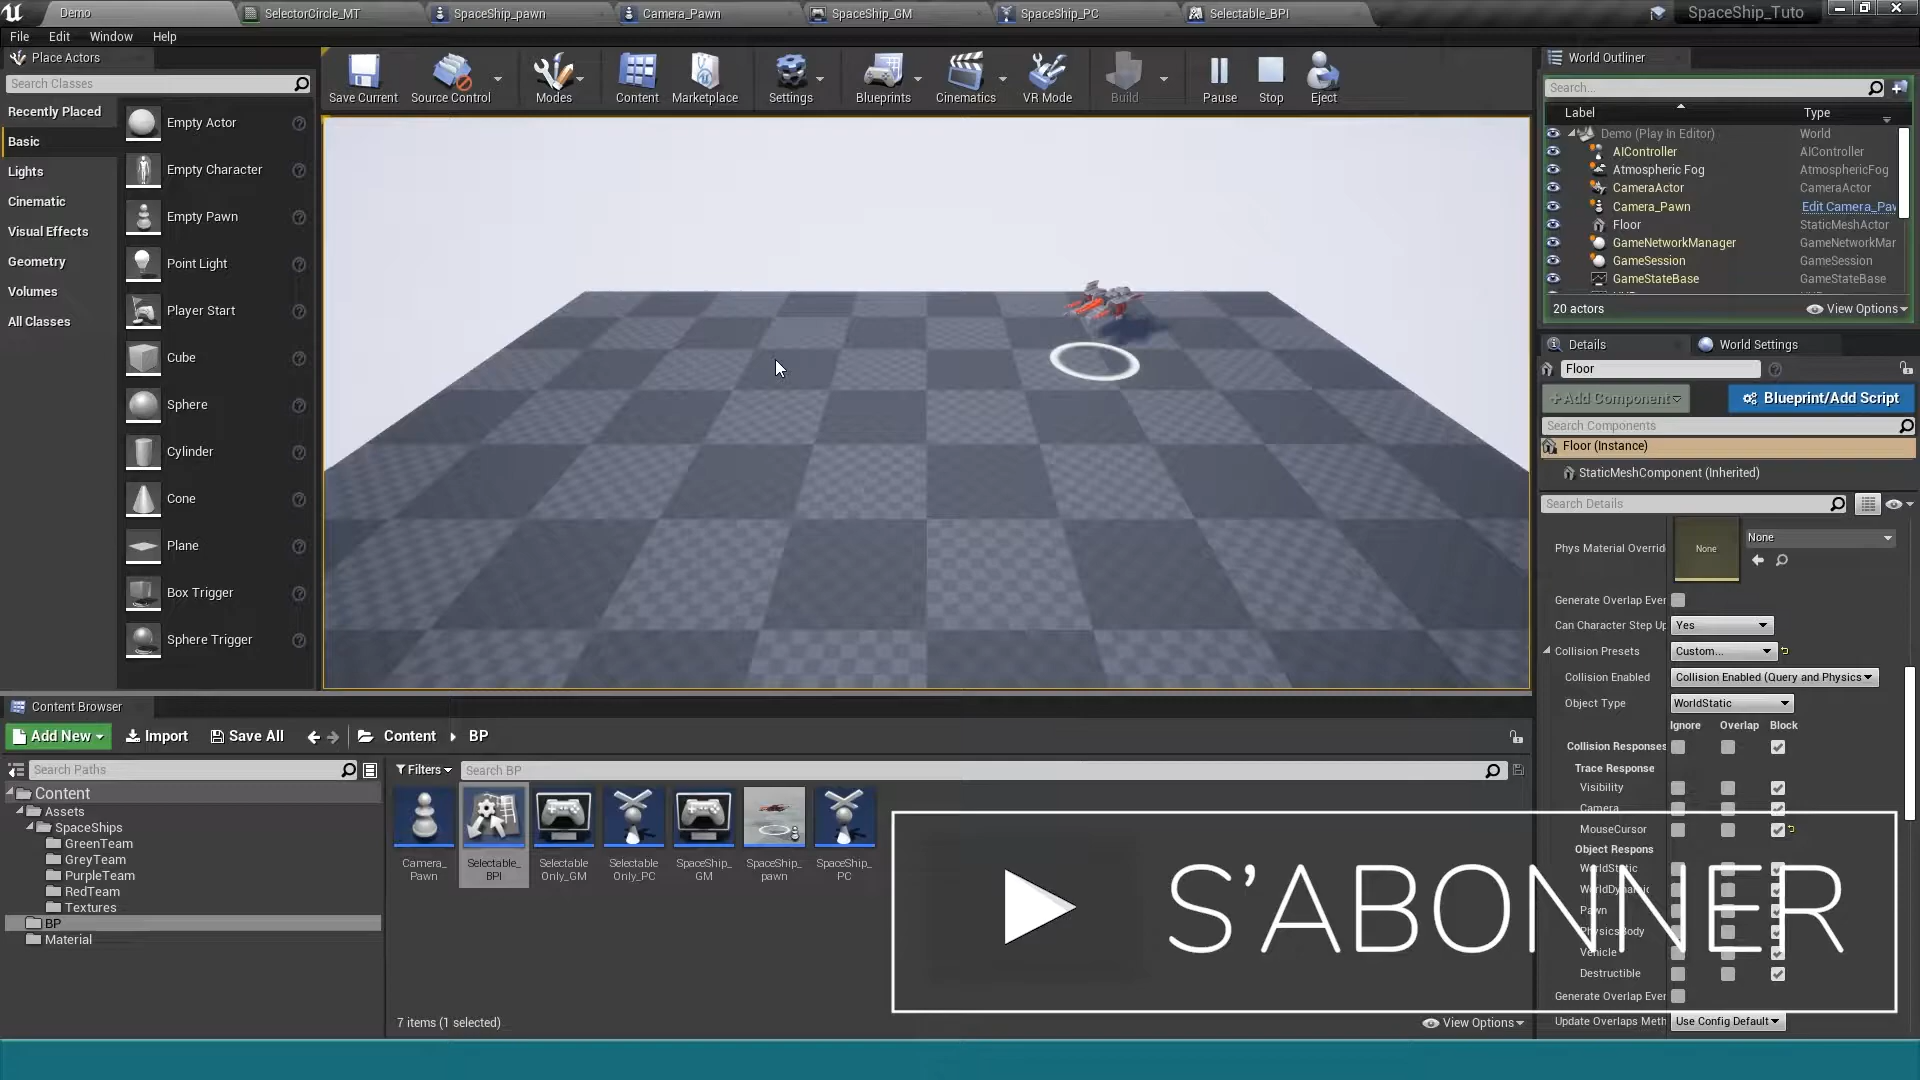 Demo
SelectorCircle_MT
SpaceShip_pawn
Camera_Pawn
SpaceShip_GM
SpaceShip_PC
Selectable_BPI
SpaceShip_Tuto
File Edit Window Help
Place Actors
Search Classes
Recently Placed
Basic
Lights
Cinematic
Visual Effects
Geometry
Volumes
All Classes
Empty Actor
Empty Character
Empty Pawn
Point Light
Player Start
Cube
Sphere
Cylinder
Cone
Plane
Box Trigger
Sphere Trigger
Save Current
Source Control
Modes
Content
Marketplace
Settings
Blueprints
Cinematics
VR Mode
Build
Pause
Stop
Eject
World Outliner
Search...
Label Type
Demo (Play In Editor) World
AIController AIController
Atmospheric Fog AtmosphericFog
CameraActor CameraActor
Camera_Pawn Edit Camera_Paw
Floor StaticMeshActor
GameNetworkManager GameNetworkMar
GameSession GameSession
GameStateBase GameStateBase
20 actors View Options
Details World Settings
Floor
+Add Component Blueprint/Add Script
Search Components
Floor (Instance)
StaticMeshComponent (Inherited)
Search Details
Phys Material Overrid None None
Generate Overlap Ever
Can Character Step Up Yes
Collision Presets Custom...
Collision Enabled Collision Enabled (Query and Physics
Object Type WorldStatic
Ignore Overlap Block
Collision Responses
Trace Response
Visibility
Camera
MouseCursor
Object Respons
WorldStatic
WorldDynamic
Pawn
PhysicsBody
Vehicle
Destructible
Generate Overlap Ever
Update Overlaps Meth Use Config Default
Content Browser
Add New Import Save All Content BP
Search Paths
Filters Search BP
Content
Assets
SpaceShips
GreenTeam
GreyTeam
PurpleTeam
RedTeam
Textures
BP
Material
Camera_
Pawn
Selectable_
BPI
Selectable
Only_GM
Selectable
Only_PC
SpaceShip_
GM
SpaceShip_
pawn
SpaceShip_
PC
7 items (1 selected) View Options
S'ABONNER